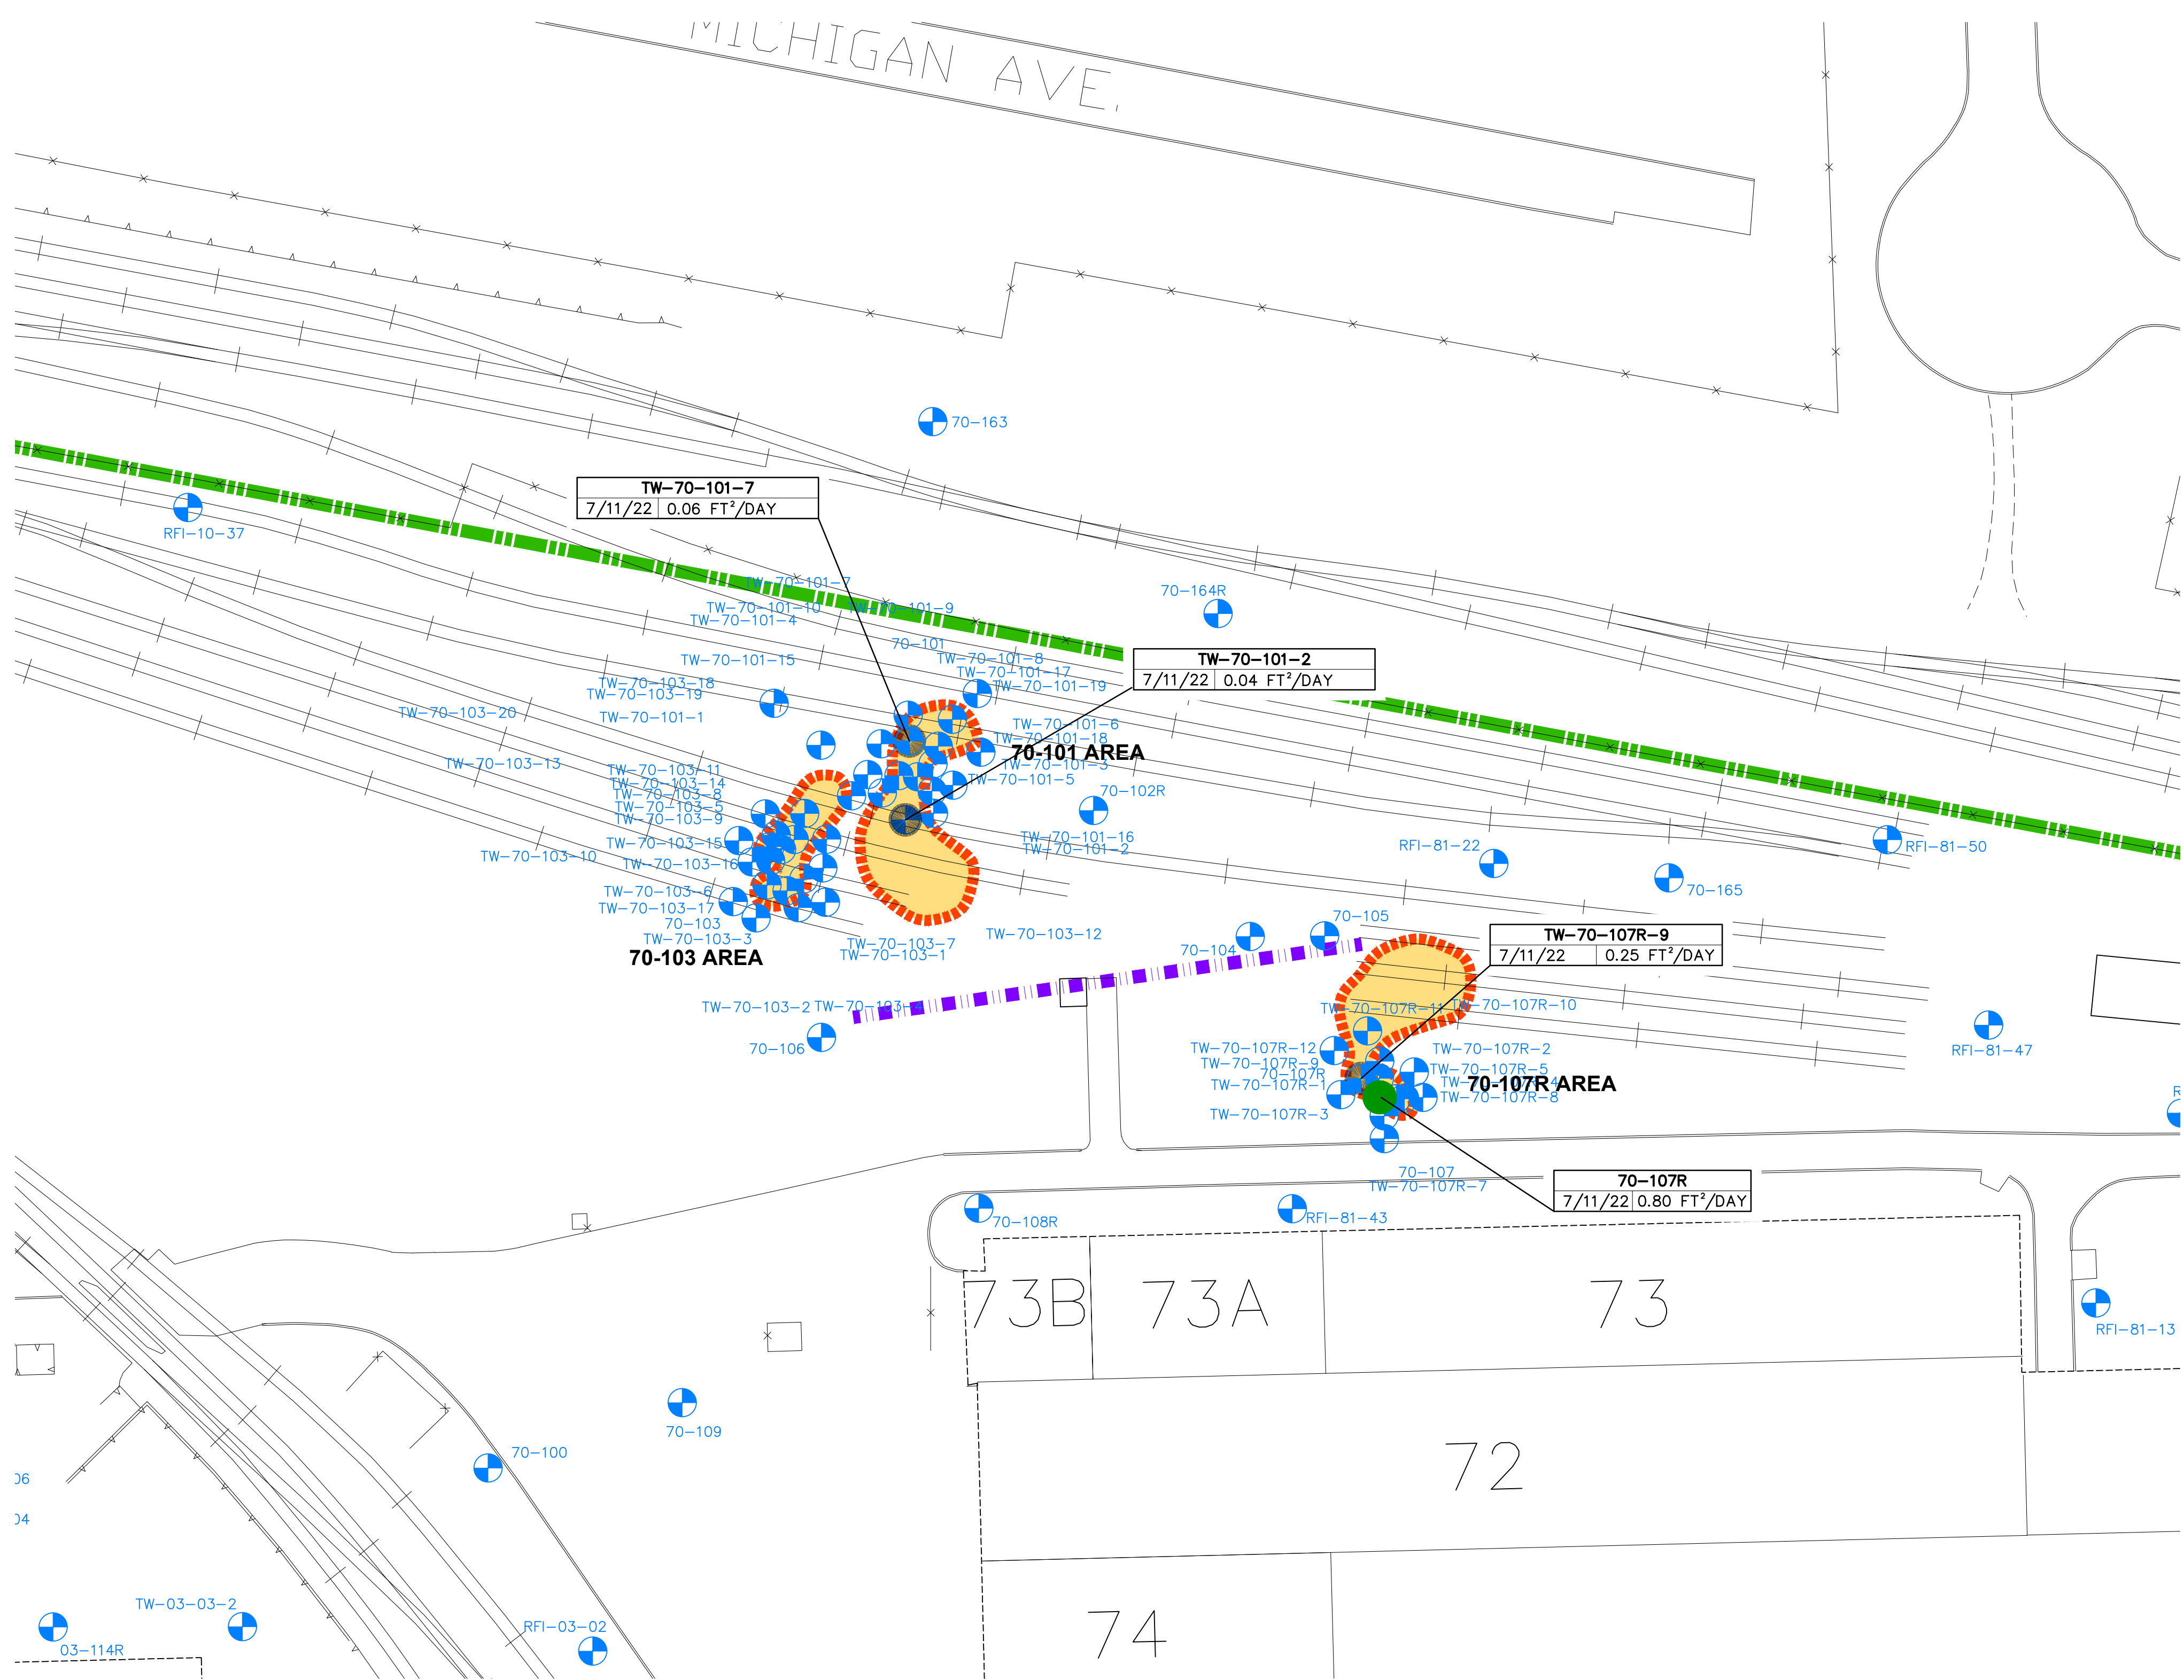 MICHIGAN AVE.
70-163
TW-70-101-7
7/11/22 0.06 FT²/DAY
RFI-10-37
TW-70-101-7
70-164R
TW-70-101-10
TW-70-101-9
TW-70-101-4
70-101
TW-70-101-2
7/11/22 0.04 FT²/DAY
TW-70-101-15
TW-70-101-8
TW-70-101-17
TW-70-103-18
TW-70-101-19
TW-70-103-19
TW-70-103-20
TW-70-101-1
TW-70-101-6
TW-70-101-18
70-101 AREA
TW-70-103-13
TW-70-101-3
TW-70-103-11
TW-70-101-5
TW-70-103-14
TW-70-103-8
70-102R
TW-70-103-5
TW-70-103-9
TW-70-101-16
TW-70-103-15
TW-70-101-2
RFI-81-22
RFI-81-50
TW-70-103-10
TW-70-103-16
70-165
TW-70-103-6
TW-70-103-17
70-103
70-105
TW-70-103-3
TW-70-103-12
TW-70-107R-9
7/11/22 0.25 FT²/DAY
TW-70-103-7
TW-70-103-1
70-104
70-103 AREA
TW-70-103-2
TW-70-103-4
TW-70-107R-11
TW-70-107R-10
70-106
TW-70-107R-12
TW-70-107R-2
RFI-81-47
TW-70-107R-9
TW-70-107R-5
70-107R
TW-70-107R-4
70-107R AREA
TW-70-107R-1
TW-70-107R-8
R
TW-70-107R-3
70-107
TW-70-107R-7
70-107R
7/11/22 0.80 FT²/DAY
70-108R
RFI-81-43
73B
73A
73
RFI-81-13
70-109
70-100
72
06
04
TW-03-03-2
RFI-03-02
03-114R
74